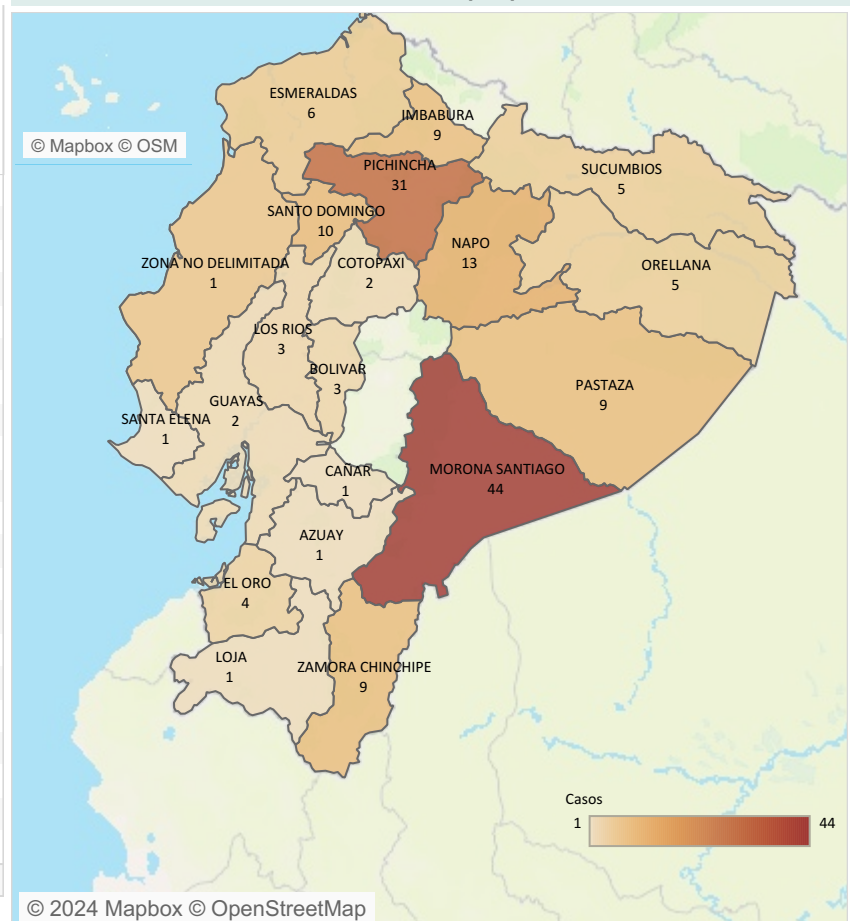 ESMERALDAS
6
IMBABURA
9
© Mapbox © OSM
PICHINCHA
31
SUCUMBIOS
5
SANTO DOMINGO
10
NAPO
13
ZONA NO DELIMITADA
1
COTOPAXI
2
ORELLANA
5
LOS RIOS
3
BOLIVAR
3
PASTAZA
9
GUAYAS
2
SANTA ELENA
1
CAÑAR
1
MORONA SANTIAGO
44
AZUAY
1
EL ORO
4
LOJA
1
ZAMORA CHINCHIPE
9
Casos
1
44
© 2024 Mapbox © OpenStreetMap